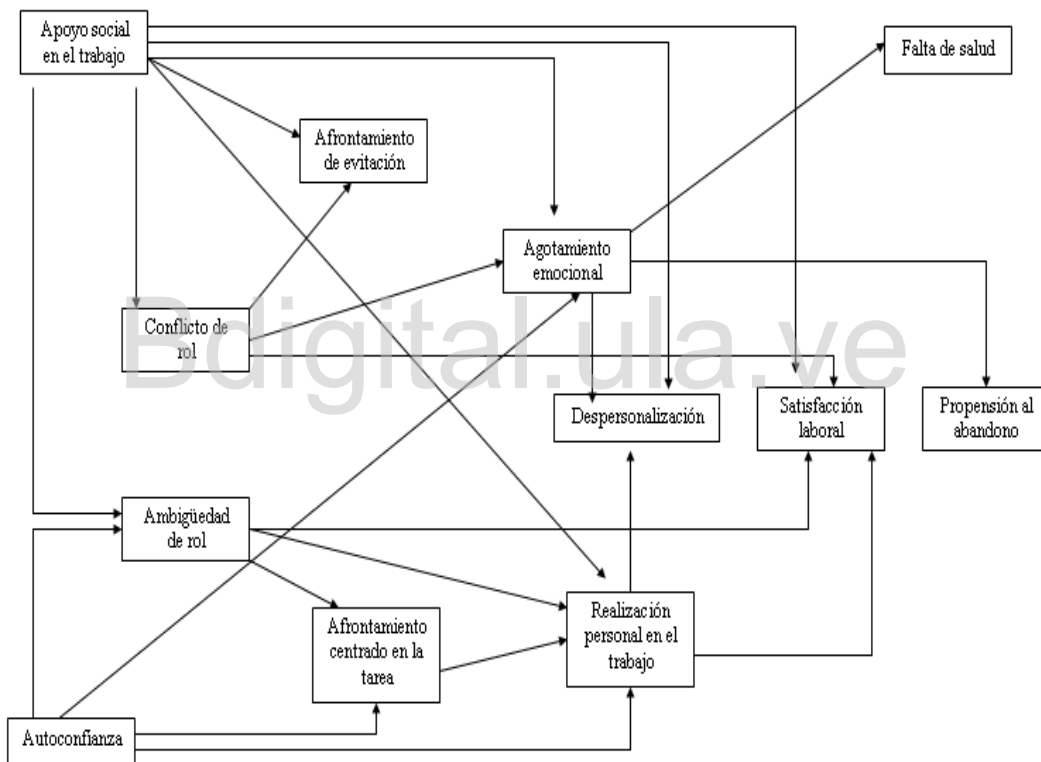 Apoyo social
en el trabajo
Falta de salud
Afrontamiento
de evitación
Agotamiento
emocional
Conflicto de
rol
Bdigital.ula.ve
Despersonalización
Satisfacción
laboral
Propensión al
abandono
Ambigüedad
de rol
Realización
personal en el
trabajo
Afrontamiento
centrado en la
tarea
Autoconfianza